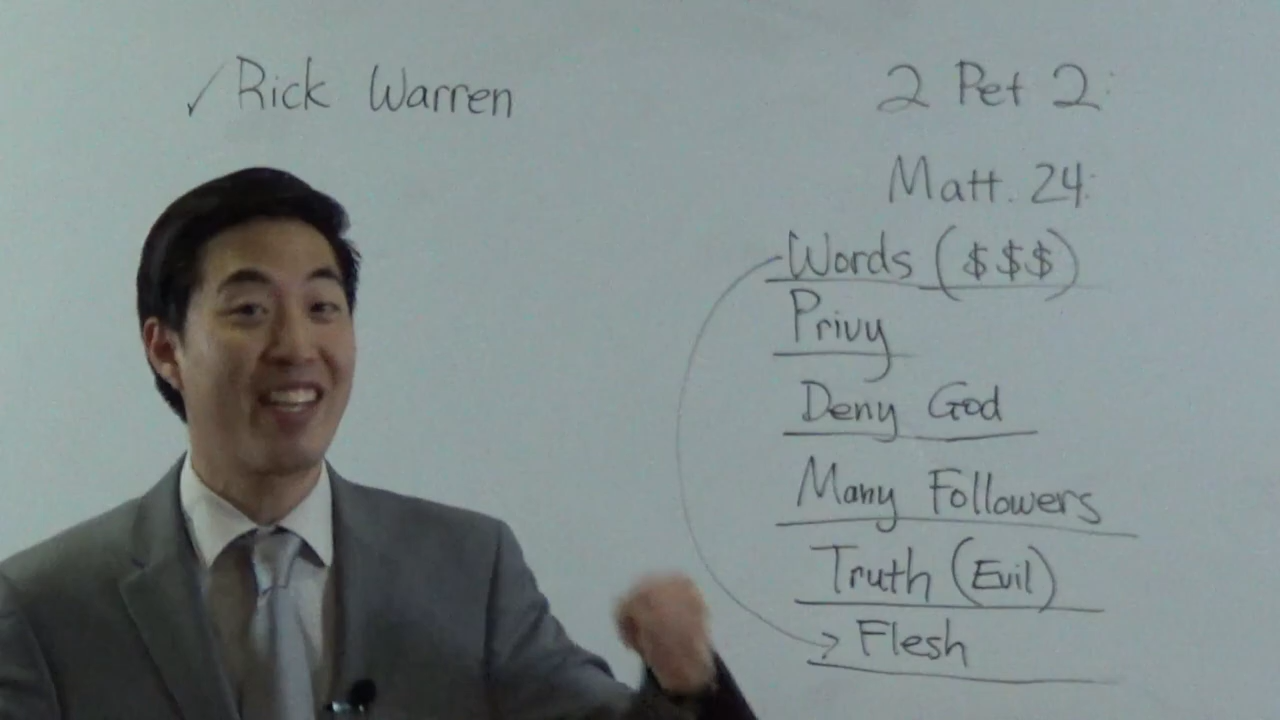 ✓ Rick Warren
2 Pet 2:
Matt. 24:
Words ($$$)
Privy
Deny God
Many Followers
Truth (Evil)
Flesh